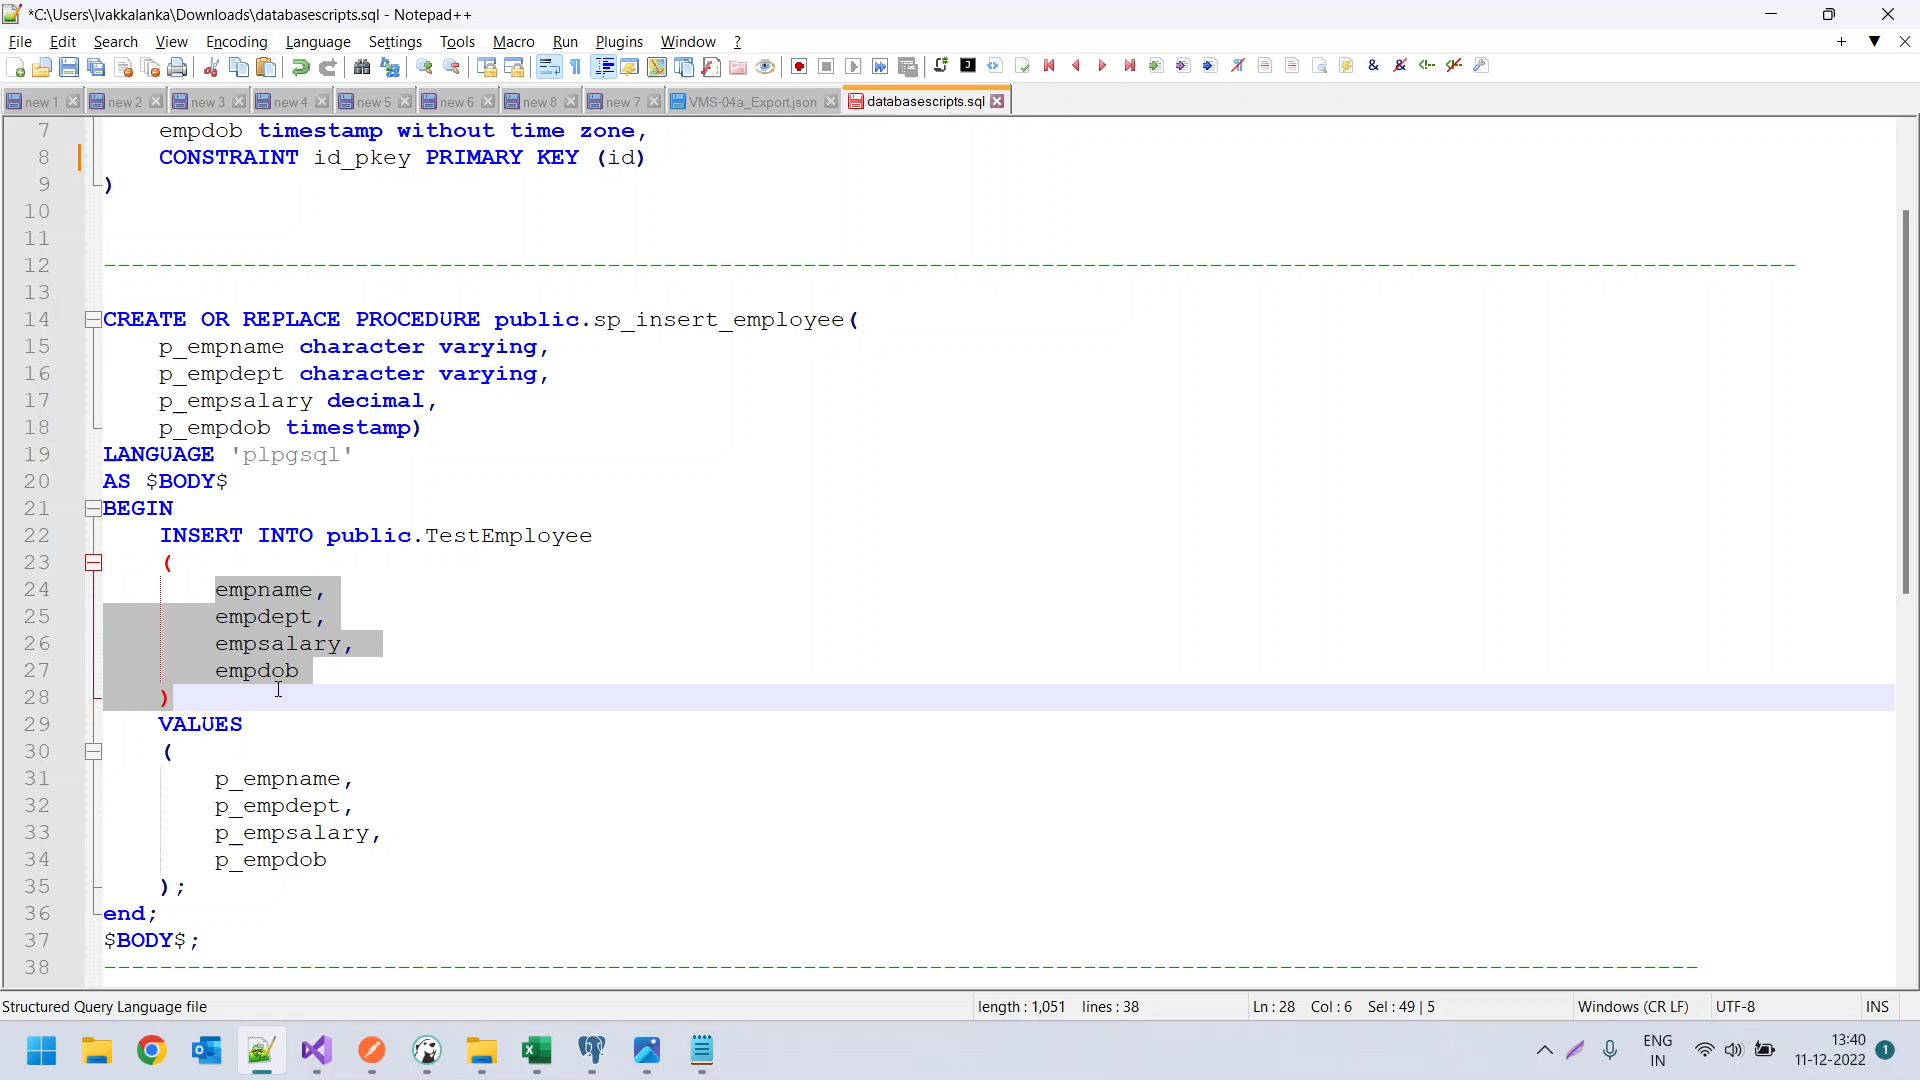 *C:\Users\lvakkalanka\Downloads\databasescripts.sql - Notepad++
File Edit Search View Encoding Language Settings Tools Macro Run Plugins Window ?
new 1 new 2 new 3 new 4 new 5 new 6 new 8 new 7 VMS-04a_Export.json databasescripts.sql
7 empdob timestamp without time zone,
8 CONSTRAINT id_pkey PRIMARY KEY (id)
9 )
10
11
12 --------------------------------------------------------------------------------------------------------------------------
13
14 CREATE OR REPLACE PROCEDURE public.sp_insert_employee(
15 p_empname character varying,
16 p_empdept character varying,
17 p_empsalary decimal,
18 p_empdob timestamp)
19 LANGUAGE 'plpgsql'
20 AS $BODY$
21 BEGIN
22 INSERT INTO public.TestEmployee
23 (
24 empname,
25 empdept,
26 empsalary,
27 empdob
28 )
29 VALUES
30 (
31 p_empname,
32 p_empdept,
33 p_empsalary,
34 p_empdob
35 );
36 end;
37 $BODY$;
38 -------------------------------------------------------------------------------------------------------------------
Structured Query Language file length : 1,051 lines : 38 Ln : 28 Col : 6 Sel : 49 | 5 Windows (CR LF) UTF-8 INS
ENG 13:40
IN 11-12-2022 1